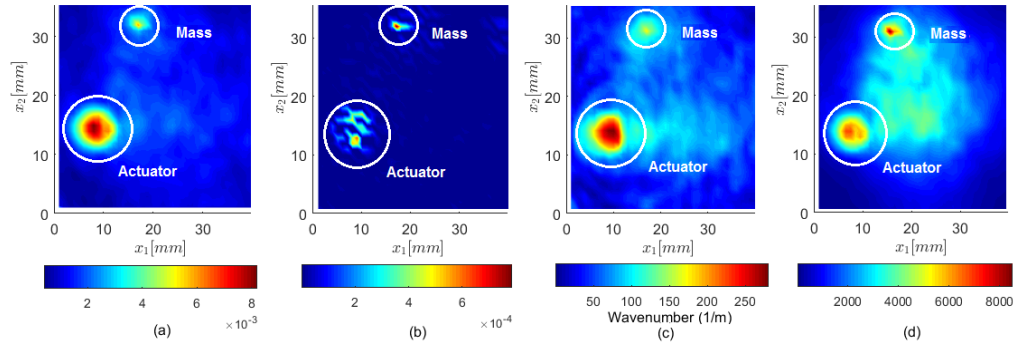 Mass
Actuator
x₂[mm]
30
20
10
0
0
10
20
30
x₁[mm]
2
4
6
8
×10⁻³
(a)
Mass
Actuator
x₂[mm]
30
20
10
0
0
10
20
30
x₁[mm]
2
4
6
×10⁻⁴
(b)
Mass
Actuator
x₂[mm]
30
20
10
0
0
10
20
30
x₁[mm]
50
100
150
200
250
Wavenumber (1/m)
(c)
Mass
Actuator
x₂[mm]
30
20
10
0
0
10
20
30
x₁[mm]
2000
4000
6000
8000
(d)